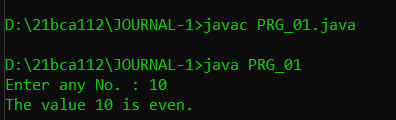 D:\21bca112\JOURNAL-1>javac PRG_01.java
D:\21bca112\JOURNAL-1>java PRG_01
Enter any No. : 10
The value 10 is even.